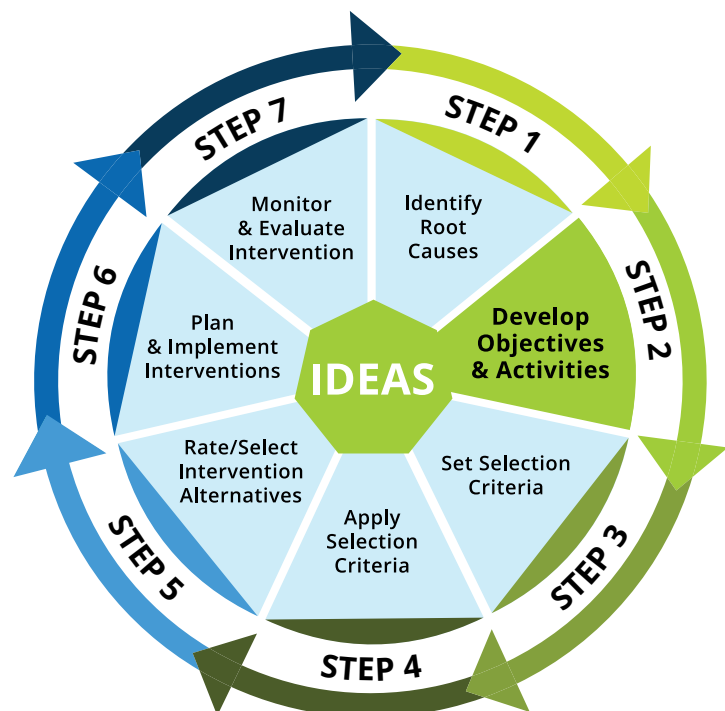 STEP 1
Identify
Root
Causes
STEP 2
Develop
Objectives
& Activities
STEP 3
Set Selection
Criteria
STEP 4
Apply
Selection
Criteria
STEP 5
Rate/Select
Intervention
Alternatives
STEP 6
Plan
& Implement
Interventions
STEP 7
Monitor
& Evaluate
Intervention
IDEAS